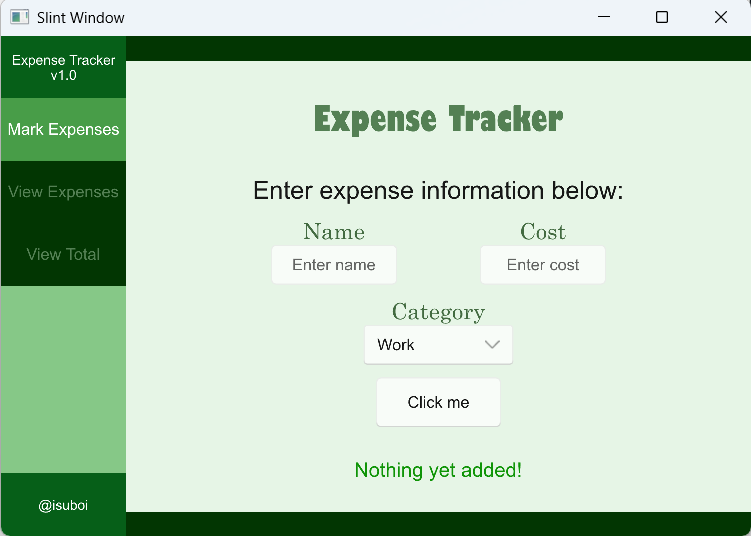 Slint Window
Expense Tracker
v1.0
Mark Expenses
View Expenses
View Total
@isuboi
Expense Tracker
Enter expense information below:
Name Cost
Enter name Enter cost
Category
Work
Click me
Nothing yet added!